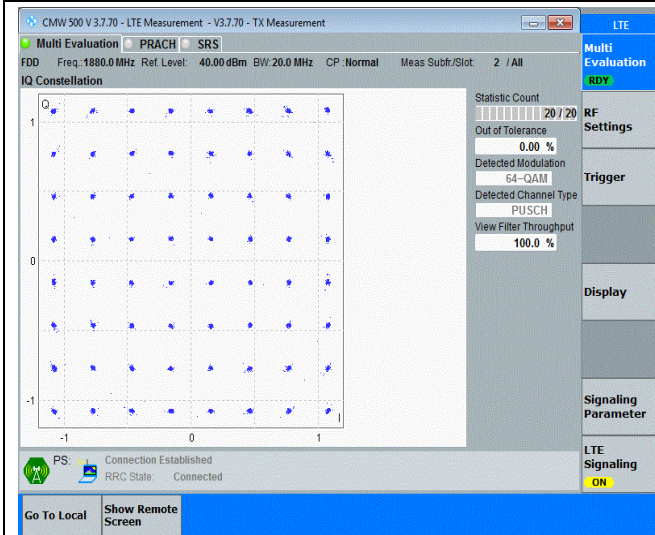 CMW 500 V 3.7.70 - LTE Measurement - V3.7.70 - TX Measurement
LTE
Multi Evaluation PRACH SRS
FDD Freq.:1880.0 MHz Ref. Level: 40.00 dBm BW:20.0 MHz CP :Normal Meas Subfr./Slot: 2 / All
IQ Constellation
Q
1
0
-1
-1 0 1
I
Statistic Count
20 / 20
Out of Tolerance
0.00 %
Detected Modulation
64-QAM
Detected Channel Type
PUSCH
View Filter Throughput
100.0 %
Multi
Evaluation
RDY
RF
Settings
Trigger
Display
Signaling
Parameter
LTE
Signaling
ON
PS: Connection Established
RRC State: Connected
Go To Local
Show Remote
Screen